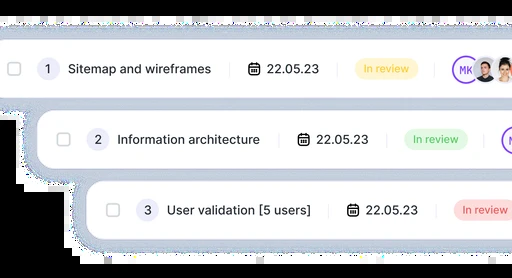 1 Sitemap and wireframes 22.05.23 In review MK
2 Information architecture 22.05.23 In review
3 User validation [5 users] 22.05.23 In review